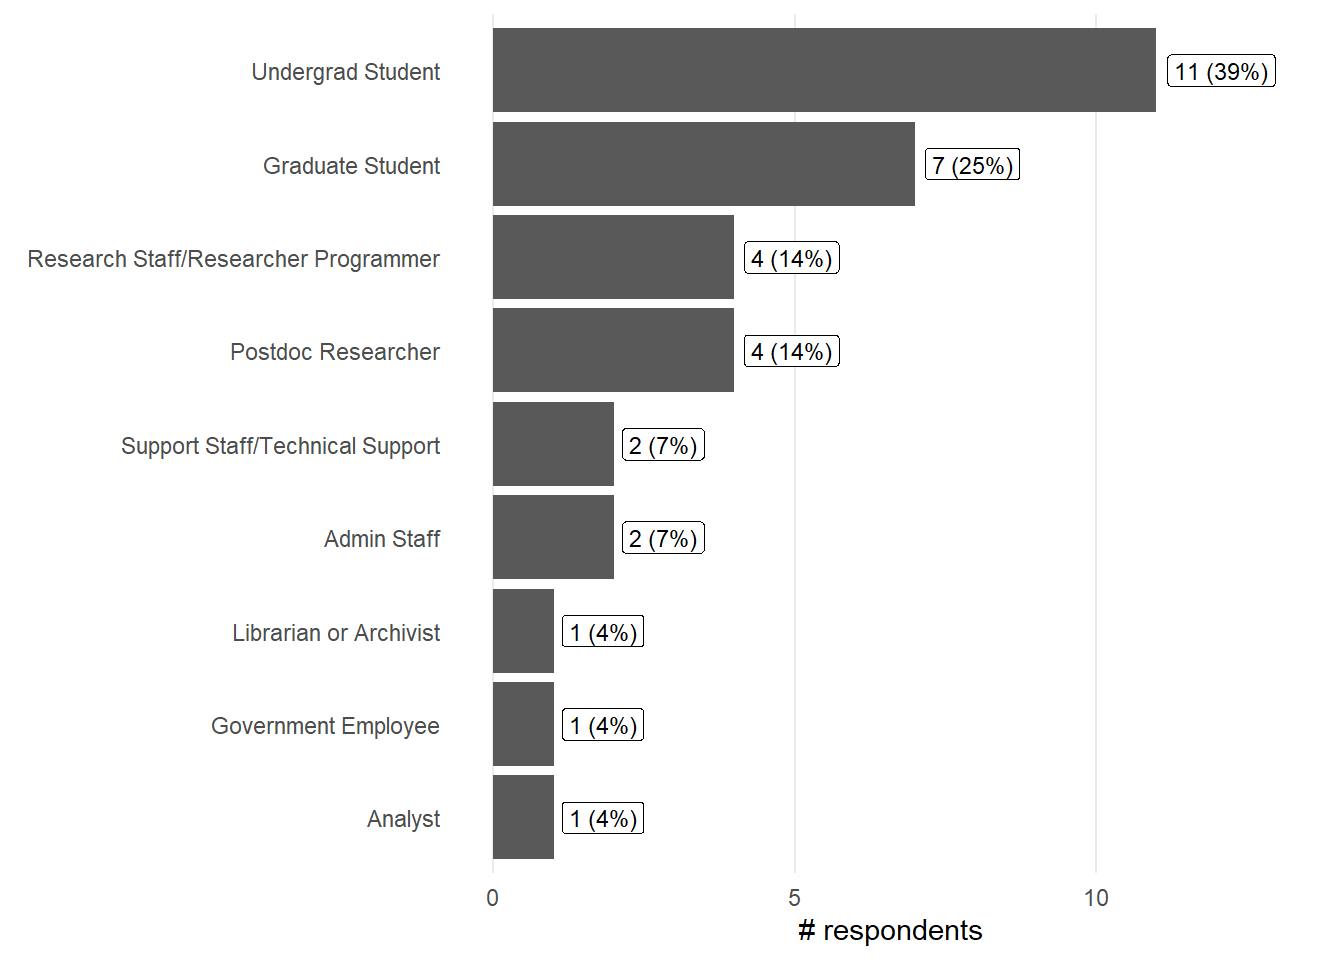 Undergrad Student 11 (39%)
Graduate Student 7 (25%)
Research Staff/Researcher Programmer 4 (14%)
Postdoc Researcher 4 (14%)
Support Staff/Technical Support 2 (7%)
Admin Staff 2 (7%)
Librarian or Archivist 1 (4%)
Government Employee 1 (4%)
Analyst 1 (4%)
0 5 10
# respondents